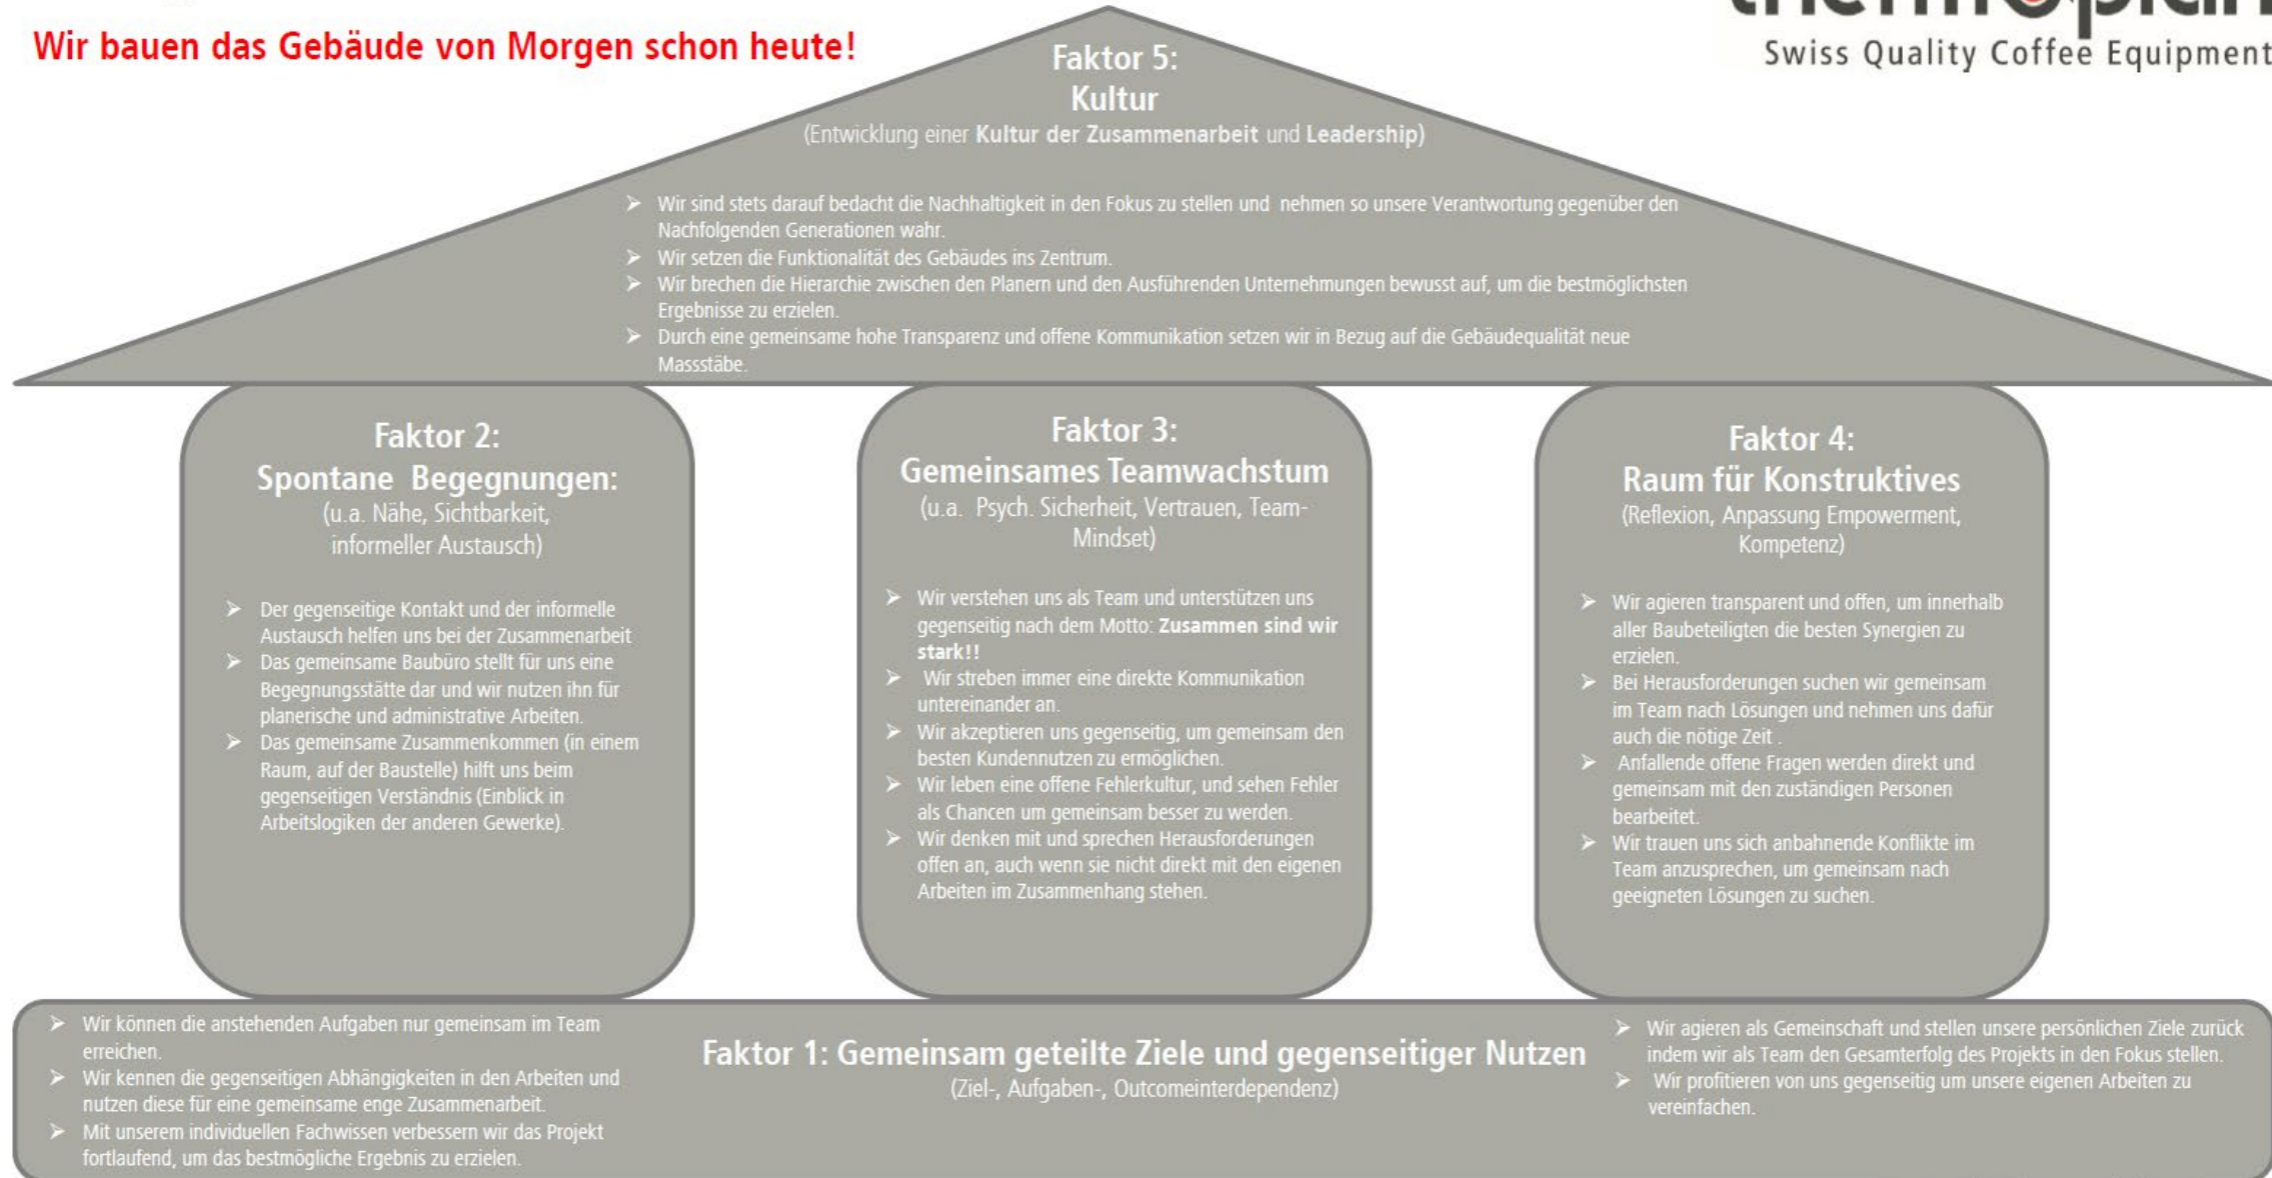 Wir bauen das Gebäude von Morgen schon heute!
thermoplan
Swiss Quality Coffee Equipment
Faktor 5:
Kultur
(Entwicklung einer Kultur der Zusammenarbeit und Leadership)
➢ Wir sind stets darauf bedacht die Nachhaltigkeit in den Fokus zu stellen und nehmen so unsere Verantwortung gegenüber den
Nachfolgenden Generationen wahr.
➢ Wir setzen die Funktionalität des Gebäudes ins Zentrum.
➢ Wir brechen die Hierarchie zwischen den Planern und den Ausführenden Unternehmungen bewusst auf, um die bestmöglichsten
Ergebnisse zu erzielen.
➢ Durch eine gemeinsame hohe Transparenz und offene Kommunikation setzen wir in Bezug auf die Gebäudequalität neue
Massstäbe.
Faktor 2:
Spontane Begegnungen:
(u.a. Nähe, Sichtbarkeit,
informeller Austausch)
➢ Der gegenseitige Kontakt und der informelle
Austausch helfen uns bei der Zusammenarbeit
➢ Das gemeinsame Baubüro stellt für uns eine
Begegnungsstätte dar und wir nutzen ihn für
planerische und administrative Arbeiten.
➢ Das gemeinsame Zusammenkommen (in einem
Raum, auf der Baustelle) hilft uns beim
gegenseitigen Verständnis (Einblick in
Arbeitslogiken der anderen Gewerke).
Faktor 3:
Gemeinsames Teamwachstum
(u.a. Psych. Sicherheit, Vertrauen, Team-
Mindset)
➢ Wir verstehen uns als Team und unterstützen uns
gegenseitig nach dem Motto: Zusammen sind wir
stark!!
➢ Wir streben immer eine direkte Kommunikation
untereinander an.
➢ Wir akzeptieren uns gegenseitig, um gemeinsam den
besten Kundennutzen zu ermöglichen.
➢ Wir leben eine offene Fehlerkultur, und sehen Fehler
als Chancen um gemeinsam besser zu werden.
➢ Wir denken mit und sprechen Herausforderungen
offen an, auch wenn sie nicht direkt mit den eigenen
Arbeiten im Zusammenhang stehen.
Faktor 4:
Raum für Konstruktives
(Reflexion, Anpassung Empowerment,
Kompetenz)
➢ Wir agieren transparent und offen, um innerhalb
aller Baubeteiligten die besten Synergien zu
erzielen.
➢ Bei Herausforderungen suchen wir gemeinsam
im Team nach Lösungen und nehmen uns dafür
auch die nötige Zeit .
➢ Anfallende offene Fragen werden direkt und
gemeinsam mit den zuständigen Personen
bearbeitet.
➢ Wir trauen uns sich anbahnende Konflikte im
Team anzusprechen, um gemeinsam nach
geeigneten Lösungen zu suchen.
➢ Wir können die anstehenden Aufgaben nur gemeinsam im Team
erreichen.
➢ Wir kennen die gegenseitigen Abhängigkeiten in den Arbeiten und
nutzen diese für eine gemeinsame enge Zusammenarbeit.
➢ Mit unserem individuellen Fachwissen verbessern wir das Projekt
fortlaufend, um das bestmögliche Ergebnis zu erzielen.
Faktor 1: Gemeinsam geteilte Ziele und gegenseitiger Nutzen
(Ziel-, Aufgaben-, Outcomeinterdependenz)
➢ Wir agieren als Gemeinschaft und stellen unsere persönlichen Ziele zurück
indem wir als Team den Gesamterfolg des Projekts in den Fokus stellen.
➢ Wir profitieren von uns gegenseitig um unsere eigenen Arbeiten zu
vereinfachen.